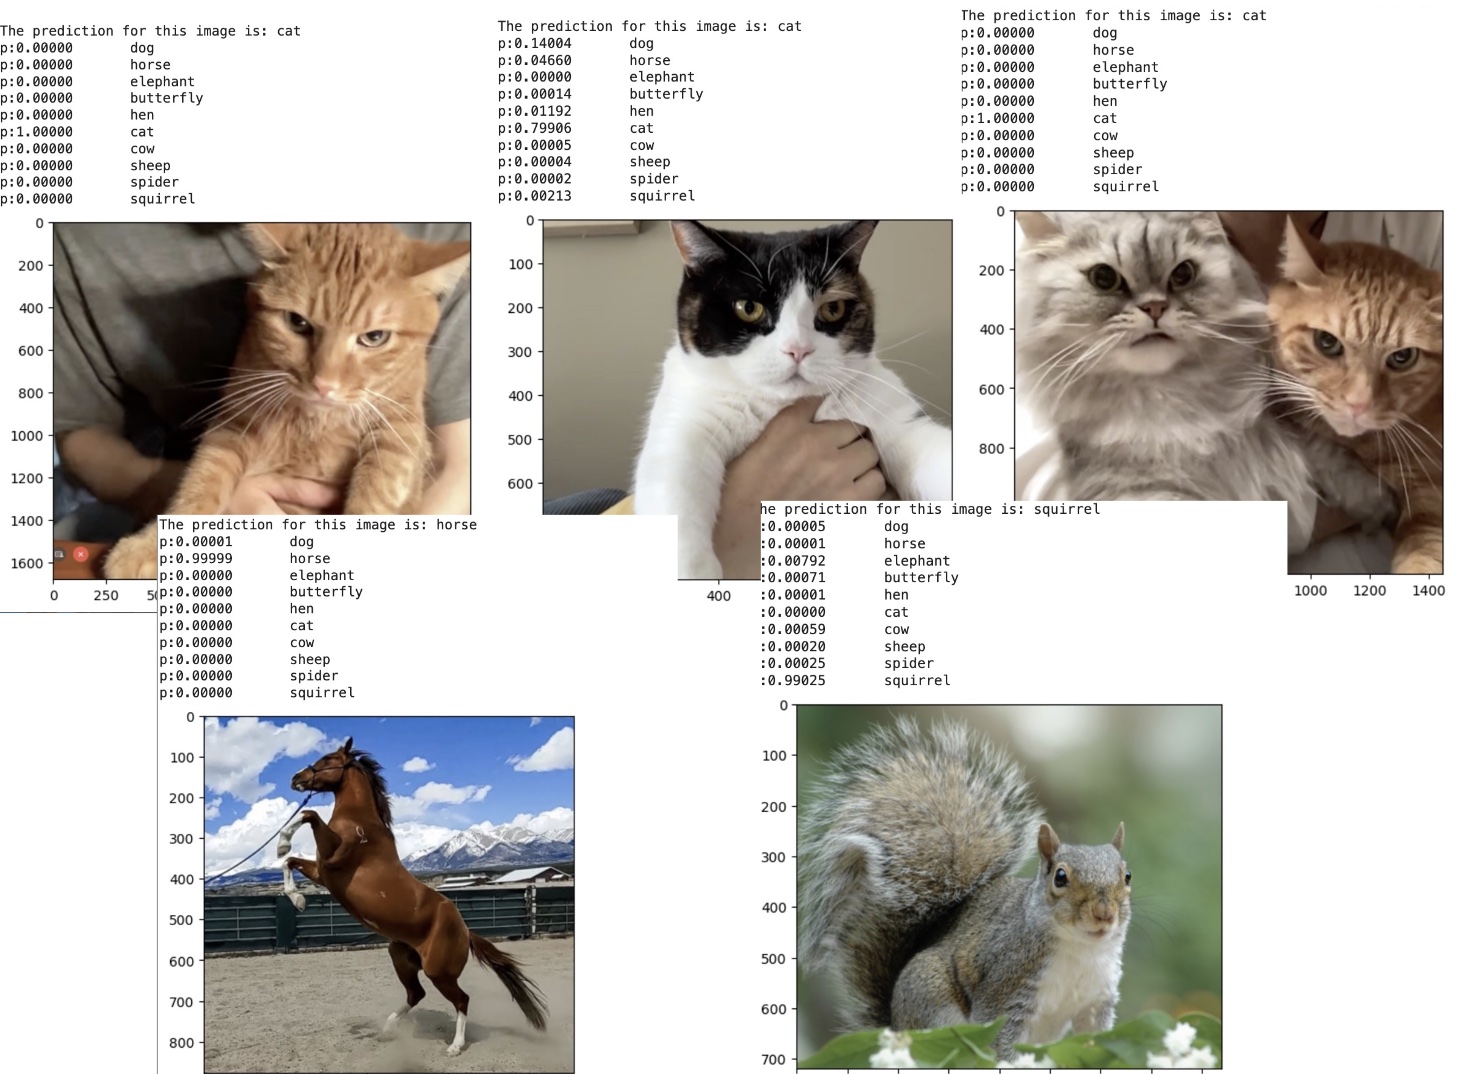 The prediction for this image is: cat
p:0.00000 dog
p:0.00000 horse
p:0.00000 elephant
p:0.00000 butterfly
p:0.00000 hen
p:1.00000 cat
p:0.00000 cow
p:0.00000 sheep
p:0.00000 spider
p:0.00000 squirrel
0
200
400
600
800
1000
1200
1400
1600
0 250
The prediction for this image is: cat
p:0.14004 dog
p:0.04660 horse
p:0.00000 elephant
p:0.00014 butterfly
p:0.01192 hen
p:0.79906 cat
p:0.00005 cow
p:0.00004 sheep
p:0.00002 spider
p:0.00213 squirrel
0
100
200
300
400
500
600
400
The prediction for this image is: cat
p:0.00000 dog
p:0.00000 horse
p:0.00000 elephant
p:0.00000 butterfly
p:0.00000 hen
p:1.00000 cat
p:0.00000 cow
p:0.00000 sheep
p:0.00000 spider
p:0.00000 squirrel
0
200
400
600
800
1000 1200 1400
The prediction for this image is: horse
p:0.00001 dog
p:0.99999 horse
p:0.00000 elephant
p:0.00000 butterfly
p:0.00000 hen
p:0.00000 cat
p:0.00000 cow
p:0.00000 sheep
p:0.00000 spider
p:0.00000 squirrel
0
100
200
300
400
500
600
700
800
he prediction for this image is: squirrel
:0.00005 dog
:0.00001 horse
:0.00792 elephant
:0.00071 butterfly
:0.00001 hen
:0.00000 cat
:0.00059 cow
:0.00020 sheep
:0.00025 spider
:0.99025 squirrel
0
100
200
300
400
500
600
700